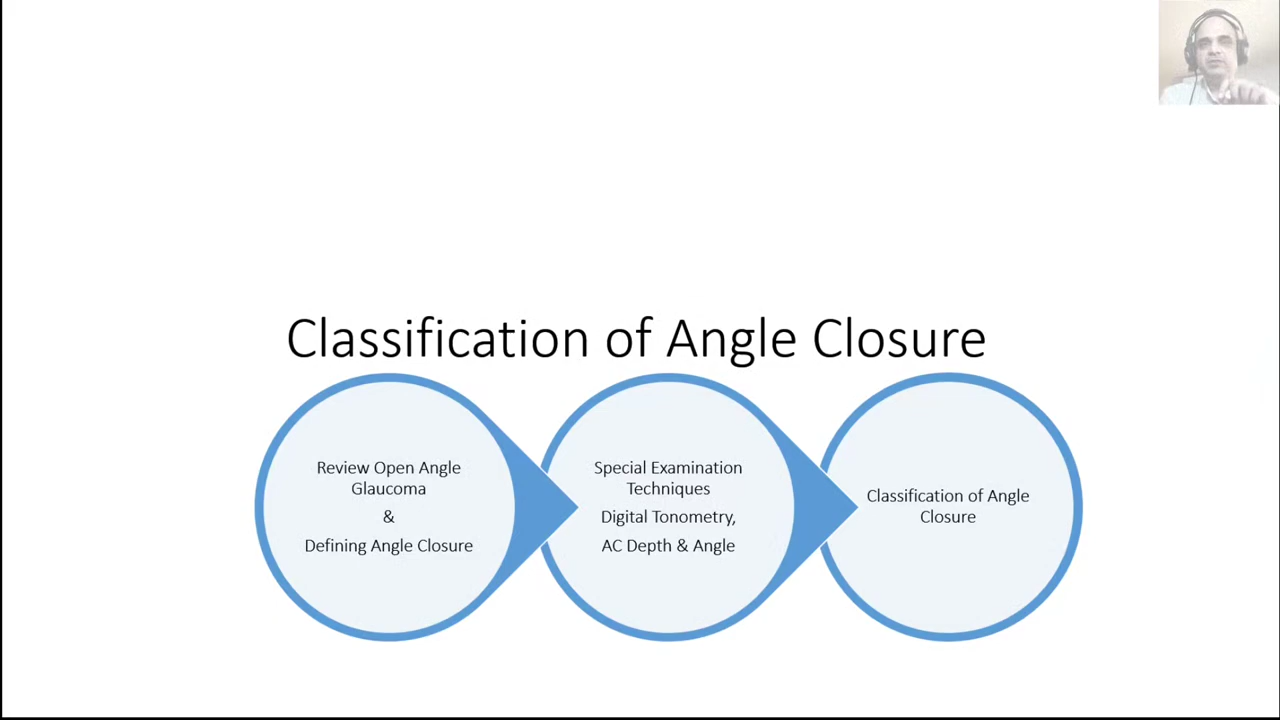 Classification of Angle Closure
Review Open Angle
Glaucoma
&
Defining Angle Closure
Special Examination
Techniques
Digital Tonometry,
AC Depth & Angle
Classification of Angle
Closure